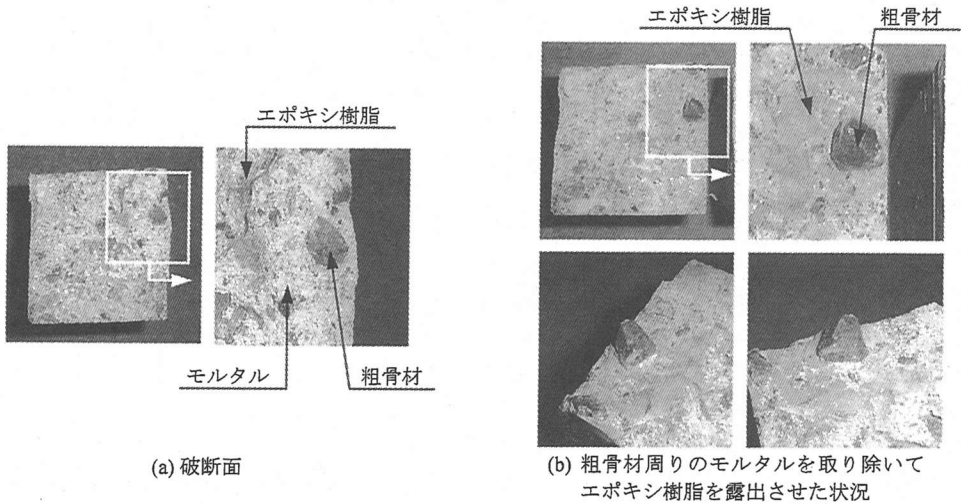 エポキシ樹脂
モルタル
粗骨材
(a) 破断面
エポキシ樹脂
粗骨材
(b) 粗骨材周りのモルタルを取り除いて
エポキシ樹脂を露出させた状況